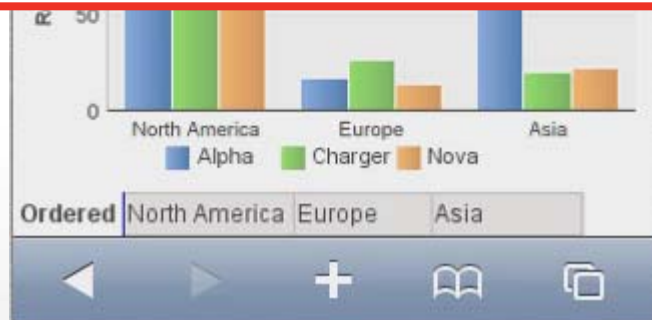 50
0
North America Europe Asia
Alpha Charger Nova
Ordered North America Europe Asia